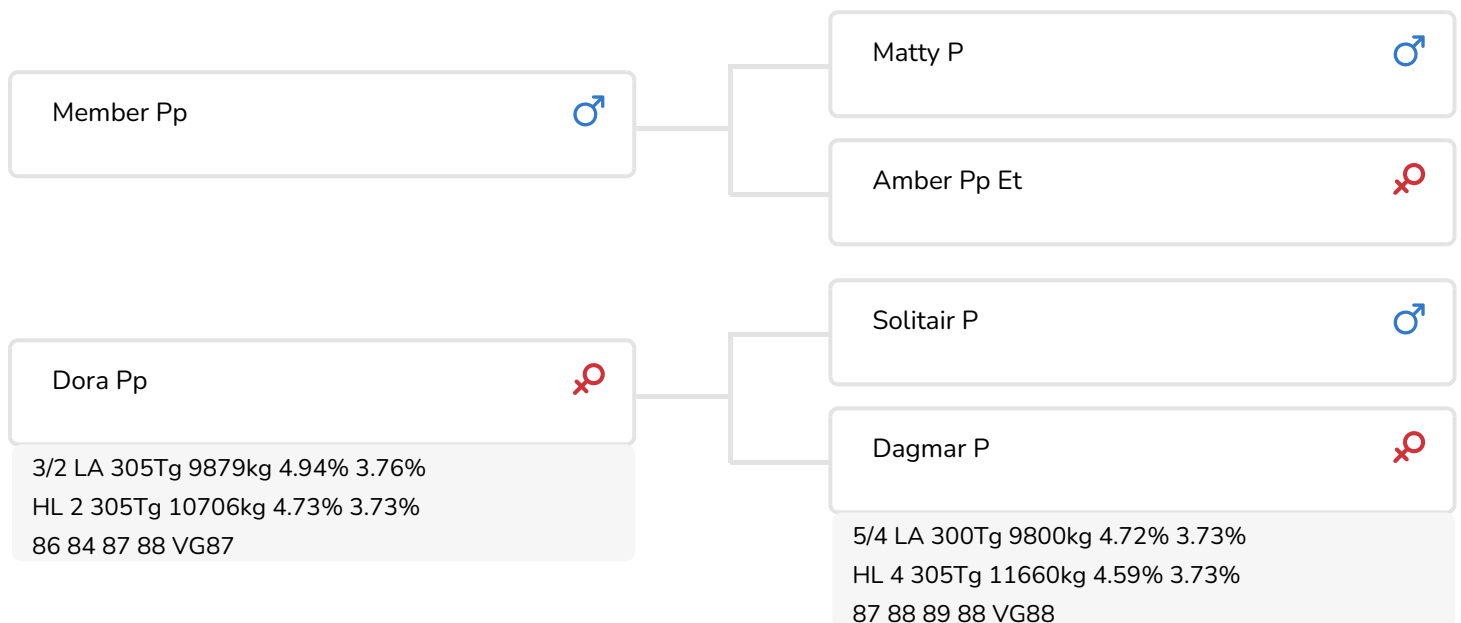 Matty P
Member Pp
Amber Pp Et
Solitair P
Dora Pp
3/2 LA 305Tg 9879kg 4.94% 3.76%
HL 2 305Tg 10706kg 4.73% 3.73%
86 84 87 88 VG87
Dagmar P
5/4 LA 300Tg 9800kg 4.72% 3.73%
HL 4 305Tg 11660kg 4.59% 3.73%
87 88 89 88 VG88